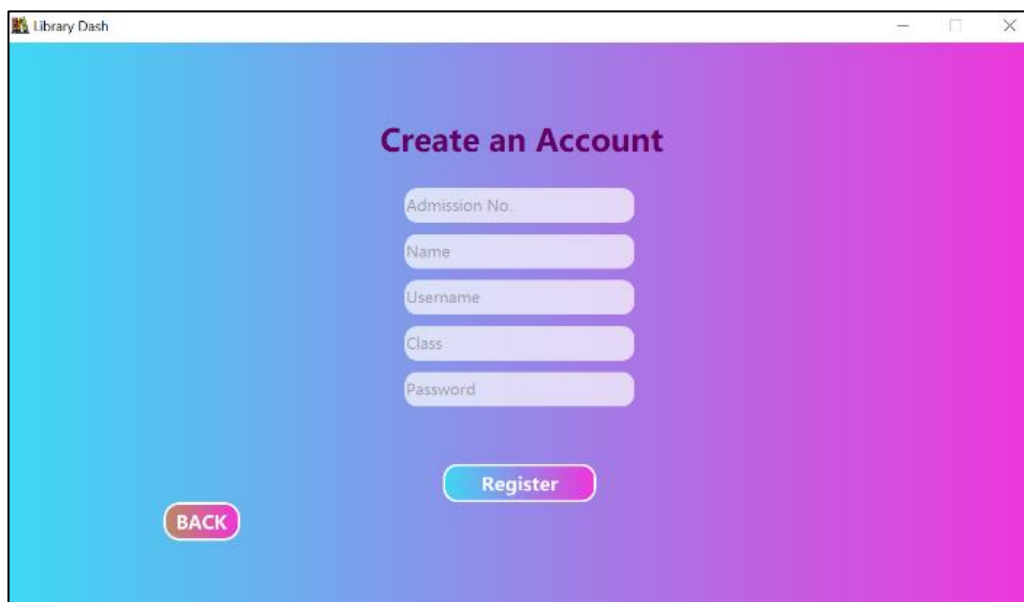 Library Dash
Create an Account
Admission No.
Name
Username
Class
Password
Register
BACK